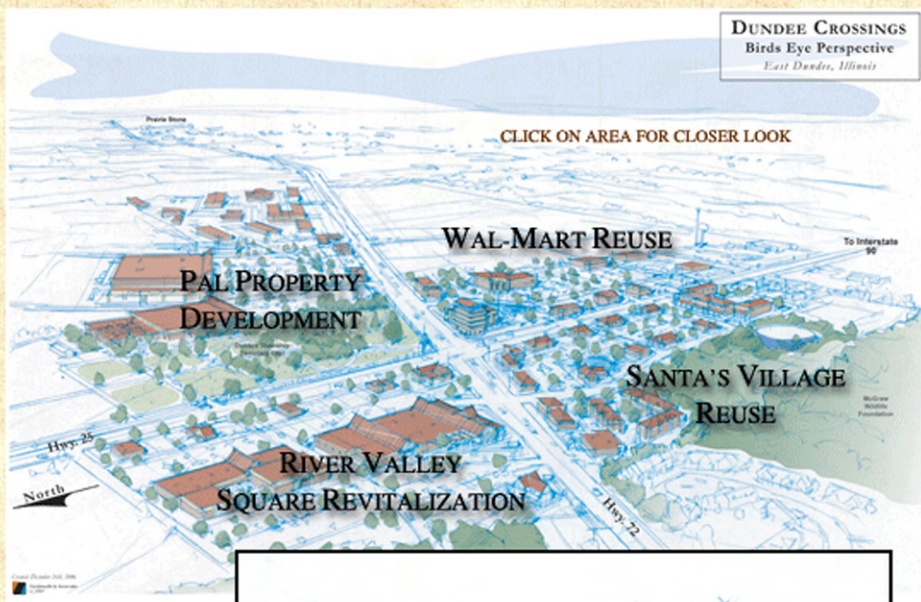 DUNDEE CROSSINGS
Birds Eye Perspective
East Dundee, Illinois
Prairie Stone
CLICK ON AREA FOR CLOSER LOOK
WAL-MART REUSE
To Interstate
90
PAL PROPERTY
DEVELOPMENT
SANTA'S VILLAGE
REUSE
McGraw
Wildlife
Foundation
Hwy. 25
RIVER VALLEY
SQUARE REVITALIZATION
North
Hwy. 72